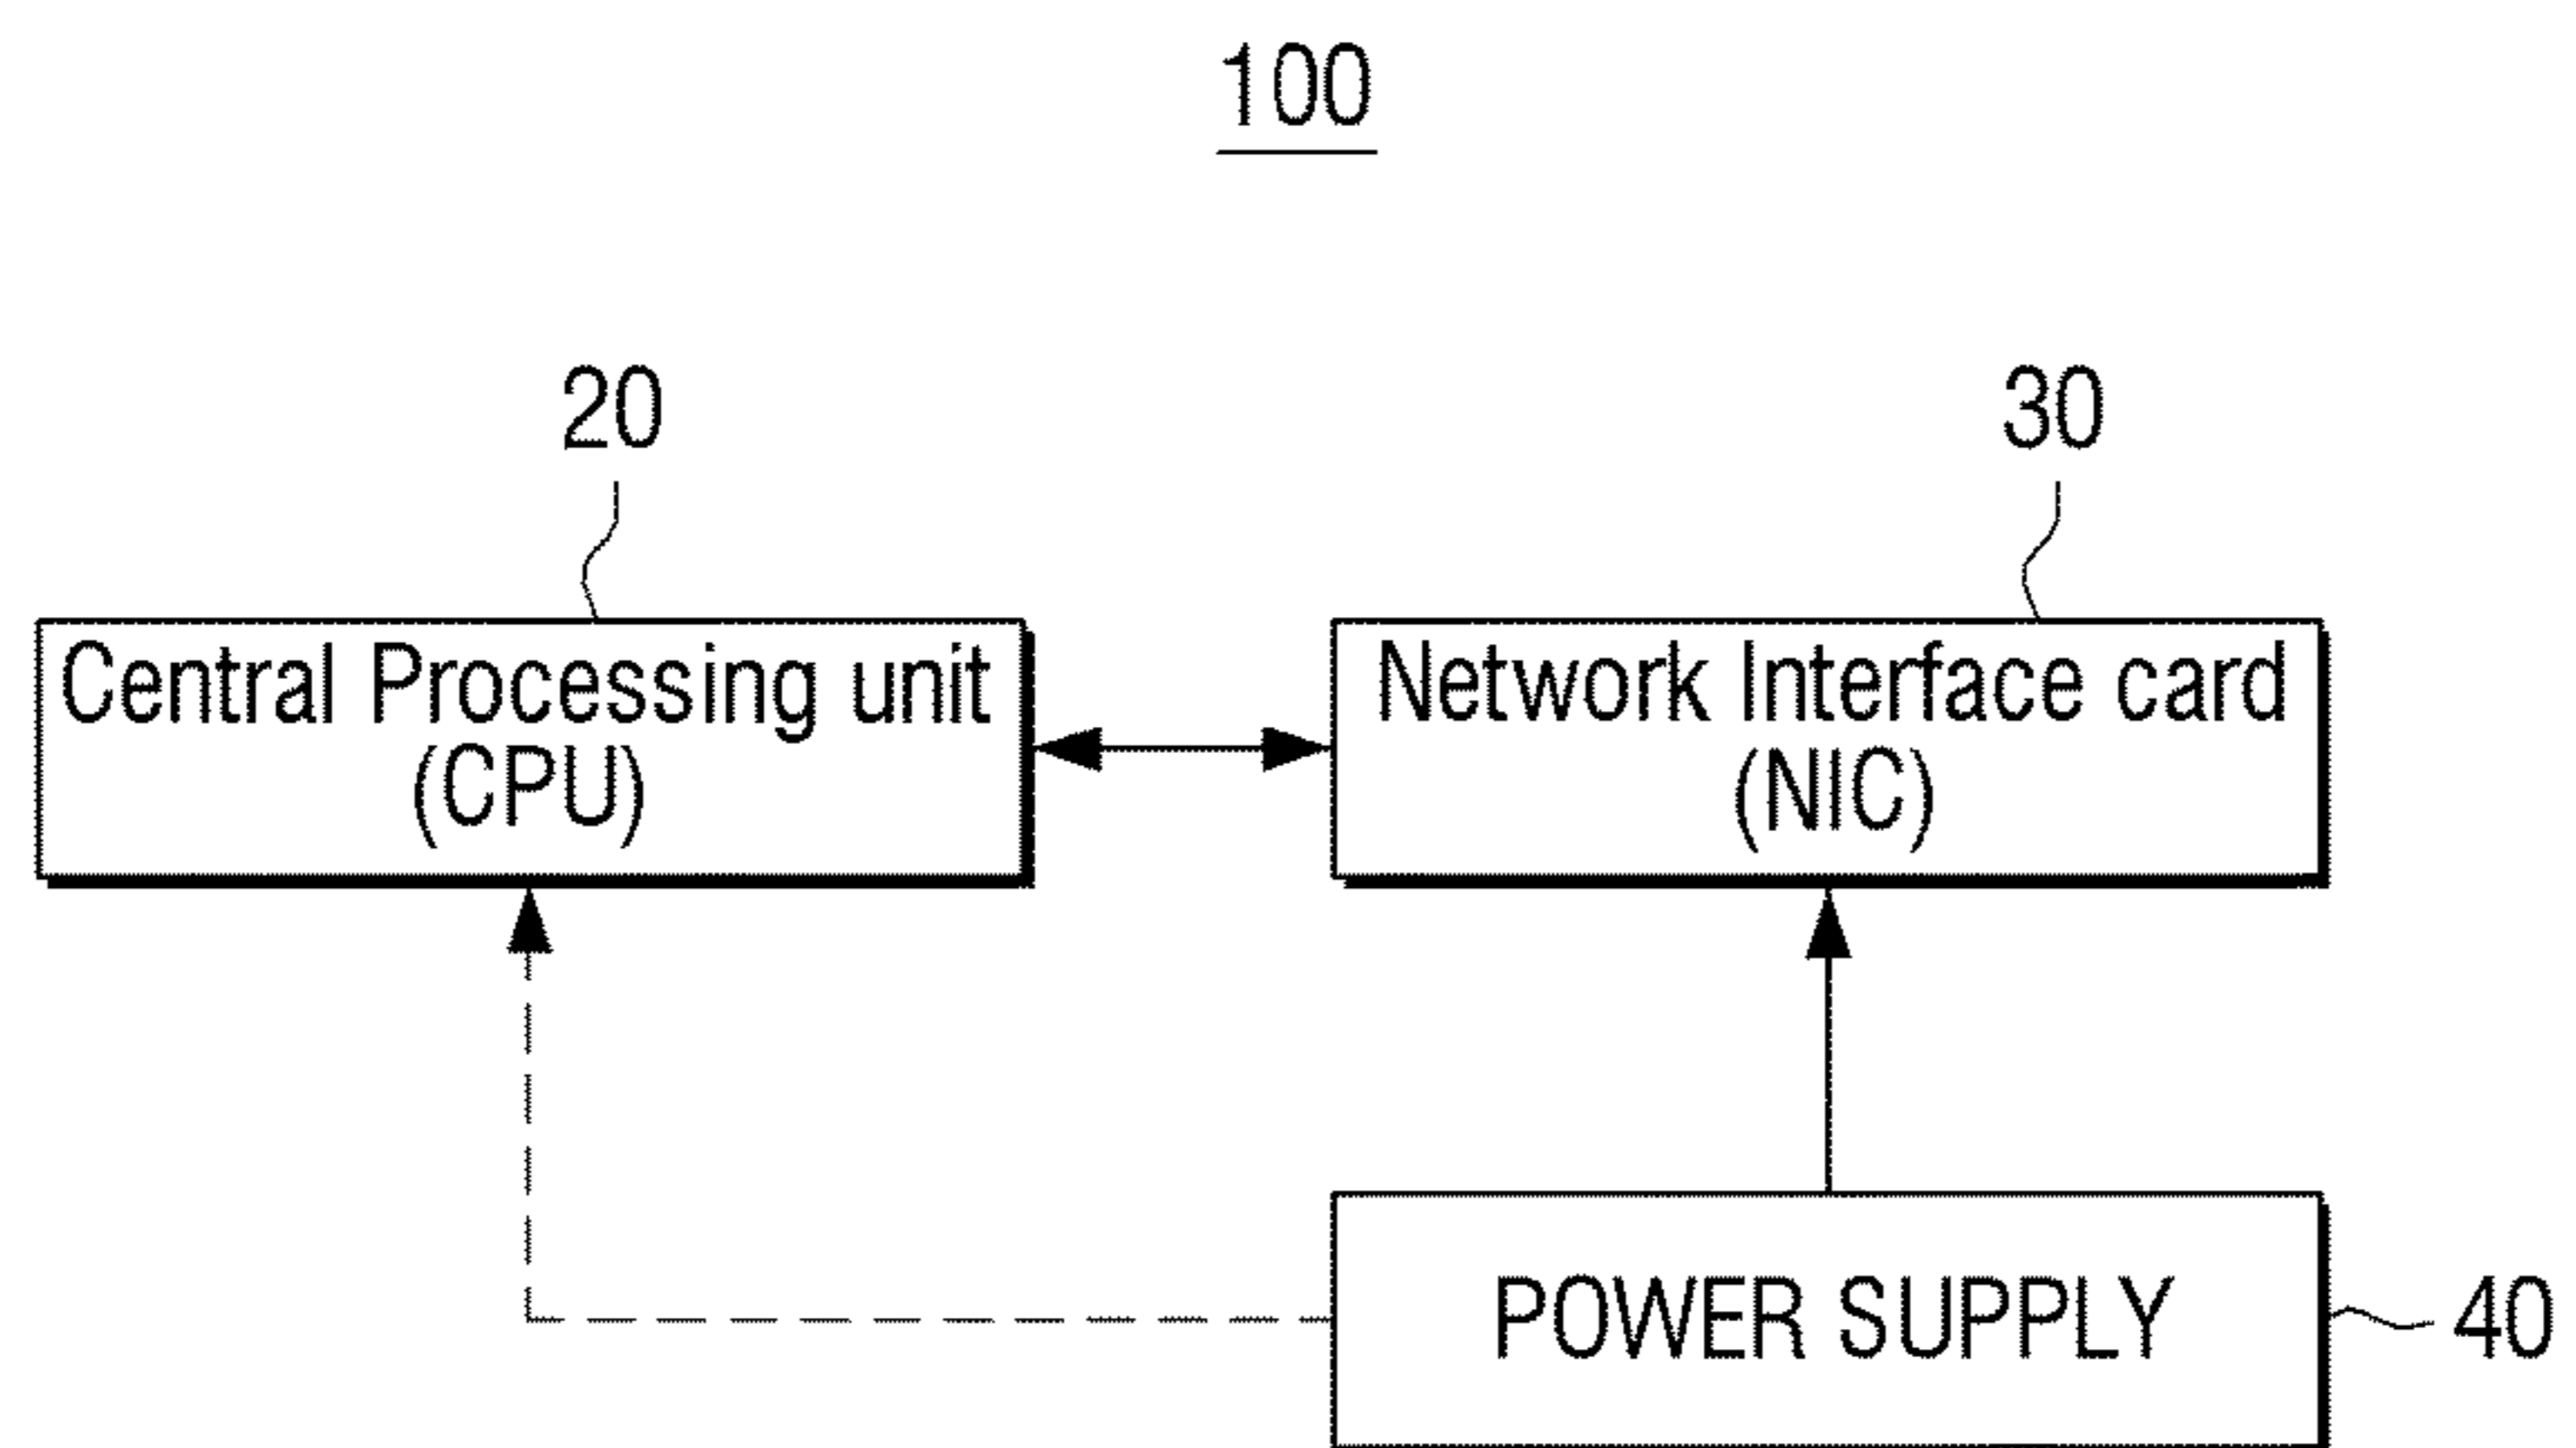 100
20
30
Central Processing unit
(CPU)
Network Interface card
(NIC)
POWER SUPPLY
40